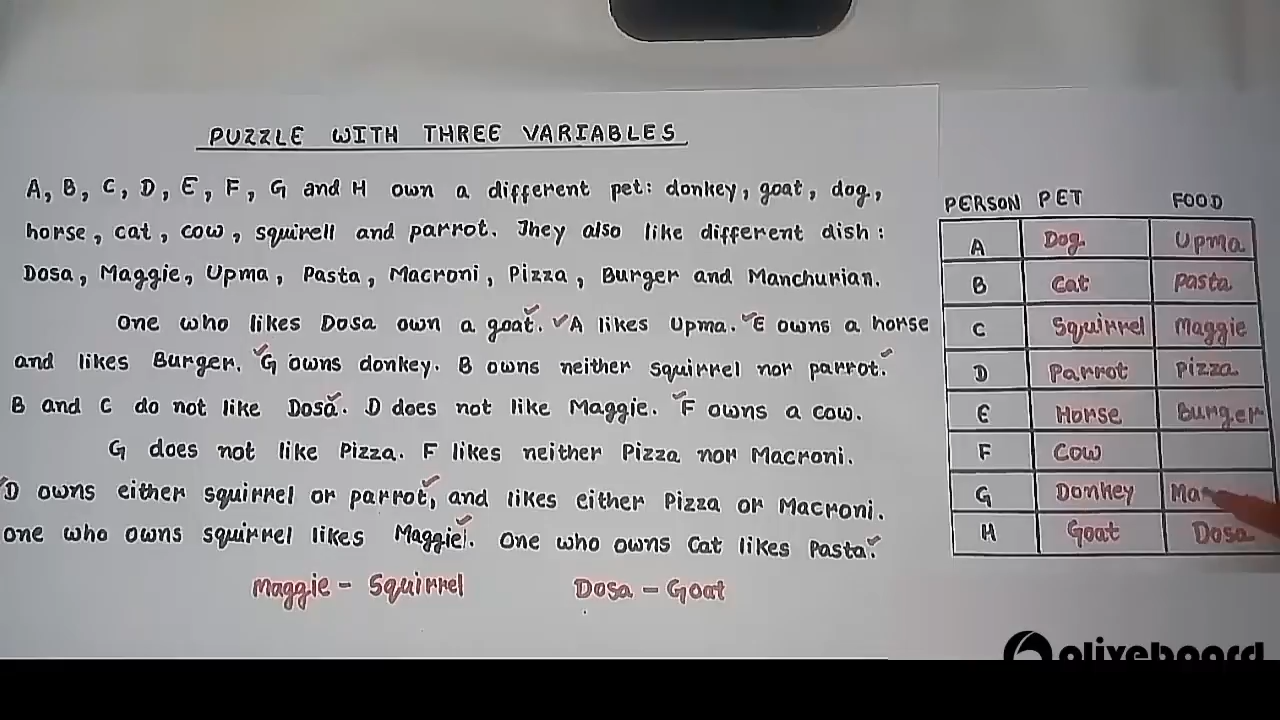 PUZZLE WITH THREE VARIABLES
A, B, C, D, E, F, G and H own a different pet: donkey, goat, dog,
horse, cat, cow, squirell and parrot. They also like different dish:
Dosa, Maggie, Upma, Pasta, Macroni, Pizza, Burger and Manchurian.
One who likes Dosa own a goat. A likes Upma. E owns a horse
and likes Burger. G owns donkey. B owns neither squirrel nor parrot.
B and C do not like Dosa. D does not like Maggie. F owns a cow.
G does not like Pizza. F likes neither Pizza nor Macroni.
D owns either squirrel or parrot, and likes either Pizza or Macroni.
one who owns squirrel likes Maggie. One who owns Cat likes Pasta.
Maggie - Squirrel Dosa - Goat
PERSON PET FOOD
A Dog Upma
B Cat Pasta
C Squirrel Maggie
D Parrot Pizza
E Horse Burger
F Cow
G Donkey Ma
H Goat Dosa
oliveboard